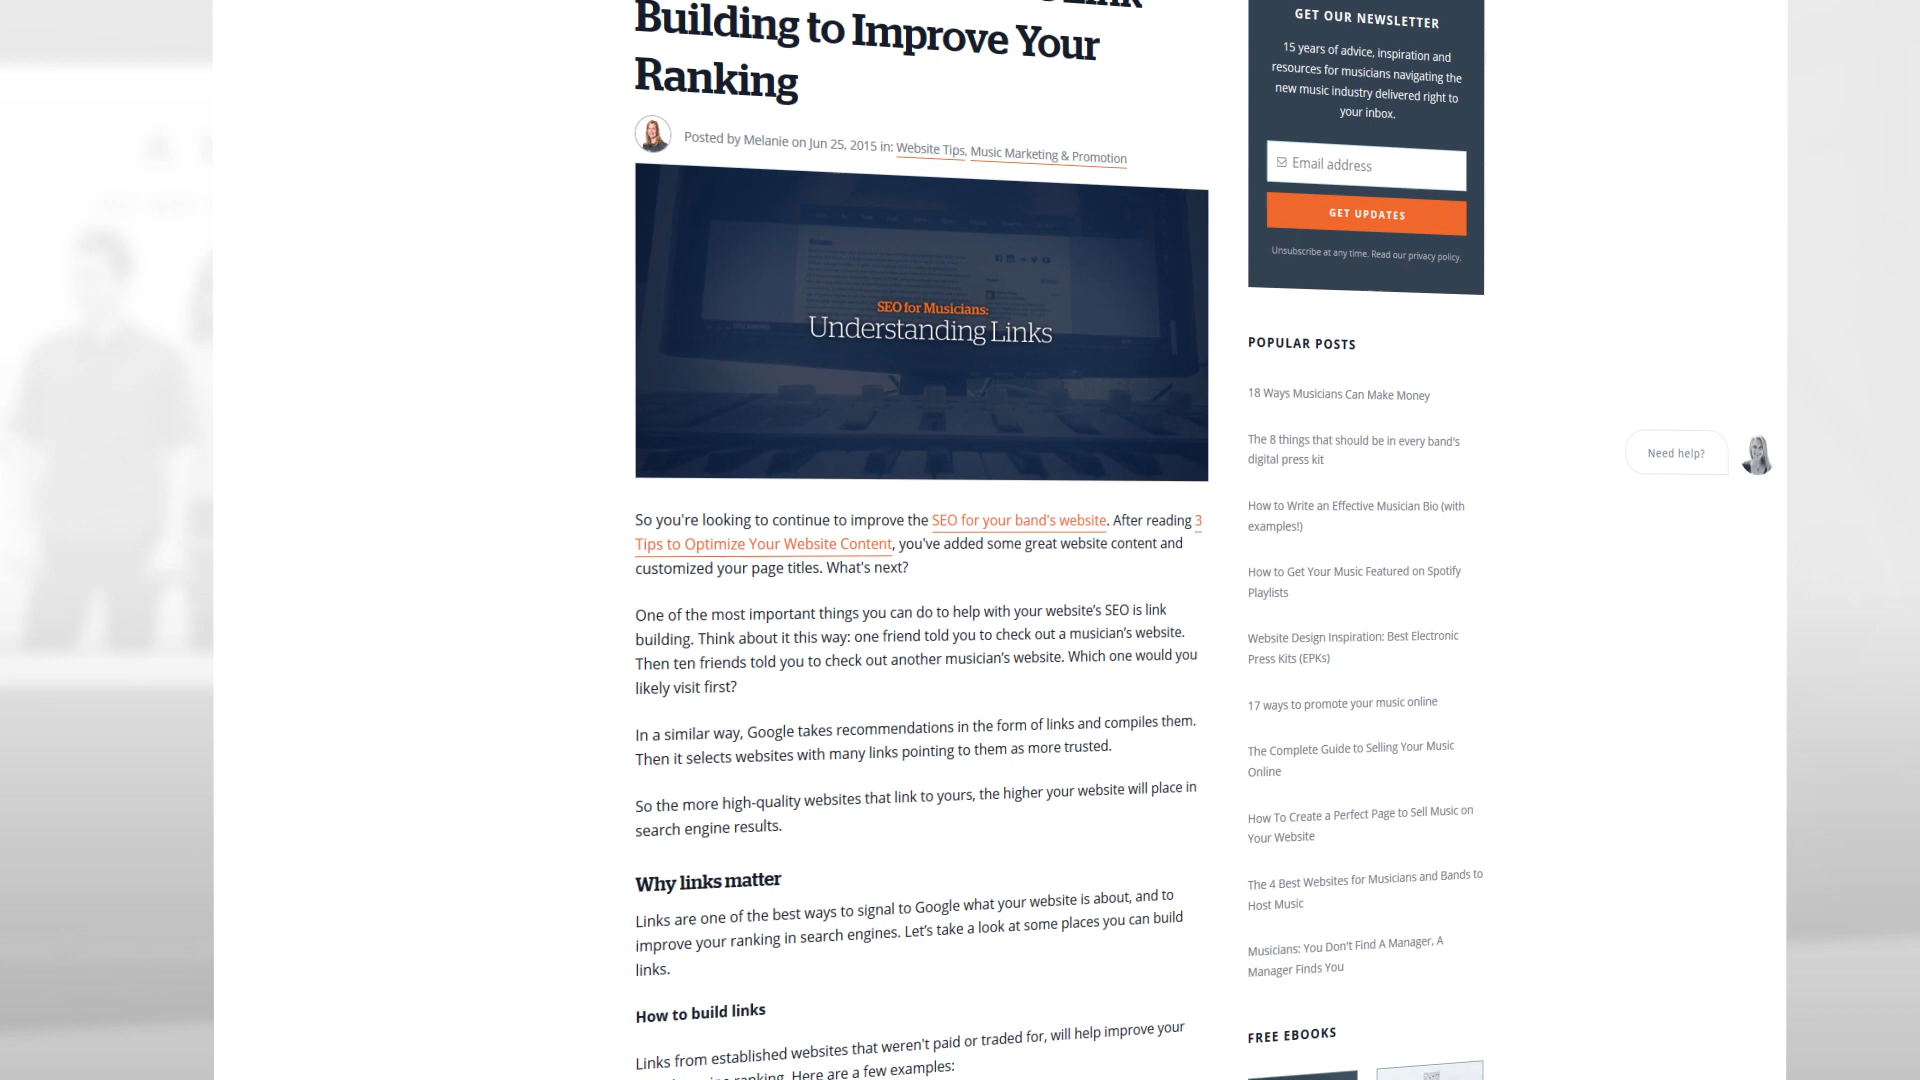 Link
Building to Improve Your
Ranking
Posted by Melanie on Jun 25, 2015 in: Website Tips, Music Marketing & Promotion
SEO for Musicians:
Understanding Links
So you're looking to continue to improve the SEO for your band's website. After reading 3
Tips to Optimize Your Website Content, you've added some great website content and
customized your page titles. What's next?
One of the most important things you can do to help with your website’s SEO is link
building. Think about it this way: one friend told you to check out a musician’s website.
Then ten friends told you to check out another musician’s website. Which one would you
likely visit first?
In a similar way, Google takes recommendations in the form of links and compiles them.
Then it selects websites with many links pointing to them as more trusted.
So the more high-quality websites that link to yours, the higher your website will place in
search engine results.
Why links matter
Links are one of the best ways to signal to Google what your website is about, and to
improve your ranking in search engines. Let’s take a look at some places you can build
links.
How to build links
Links from established websites that weren't paid or traded for, will help improve your
ranking. Here are a few examples:
GET OUR NEWSLETTER
15 years of advice, inspiration and
resources for musicians navigating the
new music industry delivered right to
your inbox.
Email address
GET UPDATES
Unsubscribe at any time. Read our privacy policy.
POPULAR POSTS
18 Ways Musicians Can Make Money
The 8 things that should be in every band's
digital press kit
How to Write an Effective Musician Bio (with
examples!)
How to Get Your Music Featured on Spotify
Playlists
Website Design Inspiration: Best Electronic
Press Kits (EPKs)
17 ways to promote your music online
The Complete Guide to Selling Your Music
Online
How To Create a Perfect Page to Sell Music on
Your Website
The 4 Best Websites for Musicians and Bands to
Host Music
Musicians: You Don't Find A Manager, A
Manager Finds You
FREE EBOOKS
Need help?